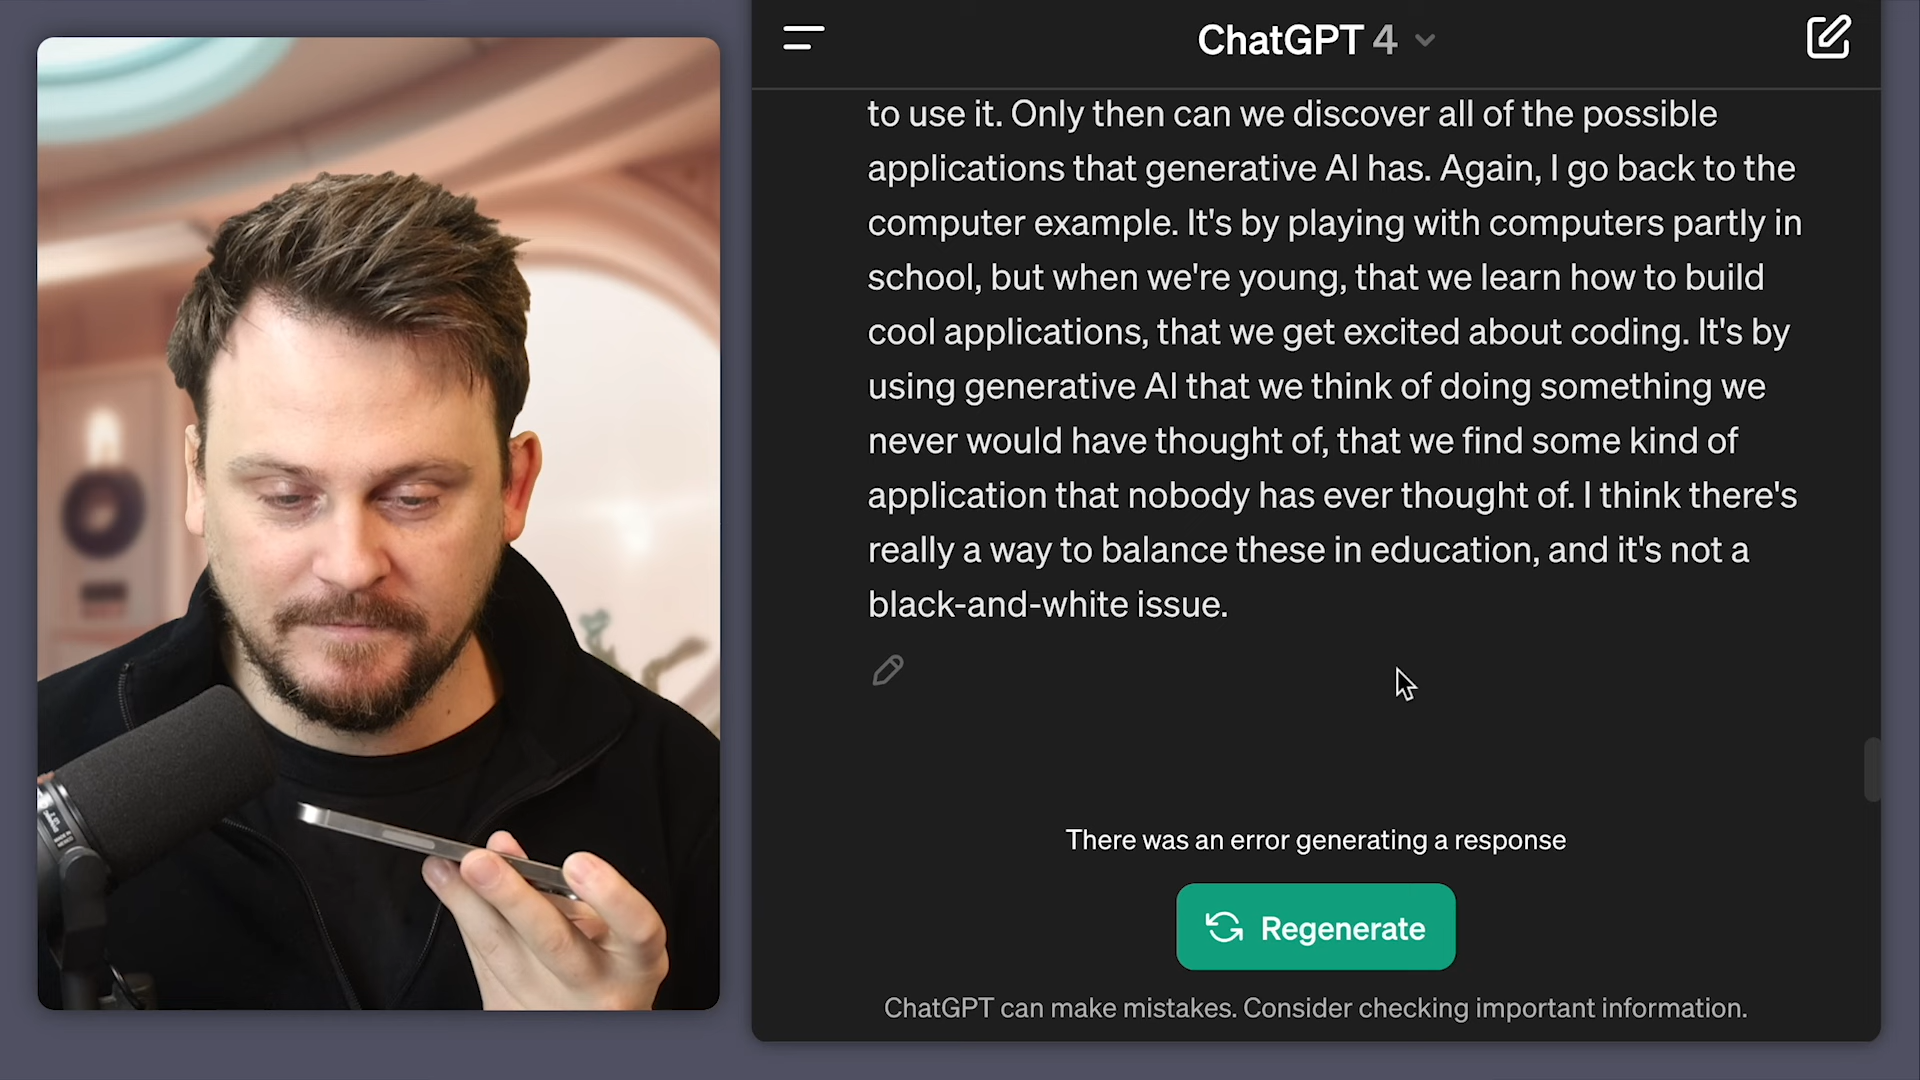 ChatGPT 4
to use it. Only then can we discover all of the possible
applications that generative AI has. Again, I go back to the
computer example. It's by playing with computers partly in
school, but when we're young, that we learn how to build
cool applications, that we get excited about coding. It's by
using generative AI that we think of doing something we
never would have thought of, that we find some kind of
application that nobody has ever thought of. I think there's
really a way to balance these in education, and it's not a
black-and-white issue.
There was an error generating a response
Regenerate
ChatGPT can make mistakes. Consider checking important information.